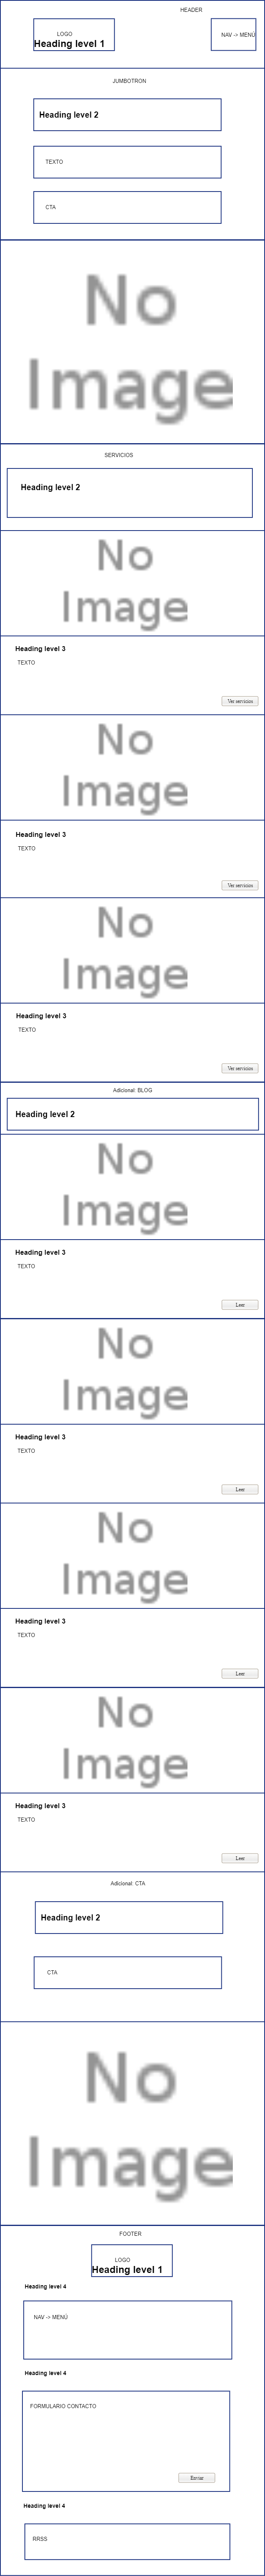 HEADER
LOGO
Heading level 1
NAV -> MENÚ
JUMBOTRON
Heading level 2
TEXTO
CTA
No
Image
SERVICIOS
Heading level 2
No
Image
Heading level 3
TEXTO
Ver servicios
No
Image
Heading level 3
TEXTO
Ver servicios
No
Image
Heading level 3
TEXTO
Ver servicios
Adicional: BLOG
Heading level 2
No
Image
Heading level 3
TEXTO
Leer
No
Image
Heading level 3
TEXTO
Leer
No
Image
Heading level 3
TEXTO
Leer
No
Image
Heading level 3
TEXTO
Leer
Adicional: CTA
Heading level 2
CTA
No
Image
FOOTER
LOGO
Heading level 1
Heading level 4
NAV -> MENÚ
Heading level 4
FORMULARIO CONTACTO
Enviar
Heading level 4
RRSS